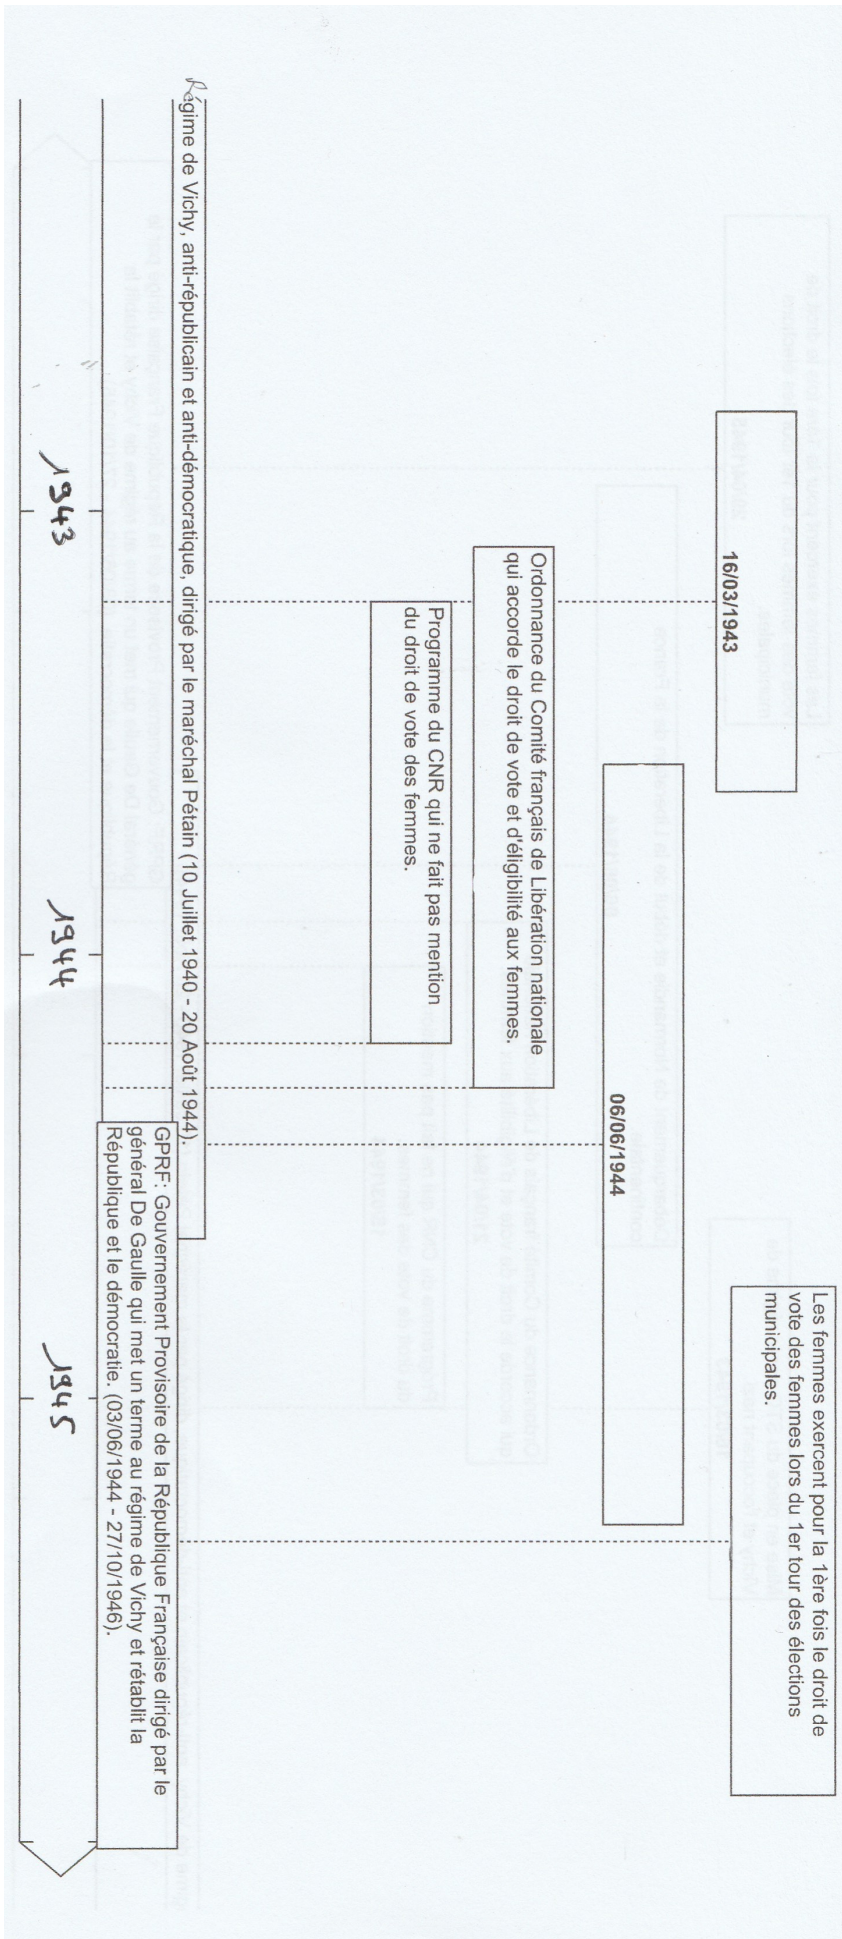 Les femmes exercent pour la 1ère fois le droit de
vote des femmes lors du 1er tour des élections
municipales.
16/03/1943
06/06/1944
Ordonnance du Comité français de Libération nationale
qui accorde le droit de vote et d'éligibilité aux femmes.
Programme du CNR qui ne fait pas mention
du droit de vote des femmes.
Régime de Vichy, anti-républicain et anti-démocratique, dirigé par le maréchal Pétain (10 Juillet 1940 - 20 Août 1944).
GPRF: Gouvernement Provisoire de la République Française dirigé par le
général De Gaulle qui met un terme au régime de Vichy et rétablit la
République et le démocratie. (03/06/1944 - 27/10/1946).
1943
1944
1945